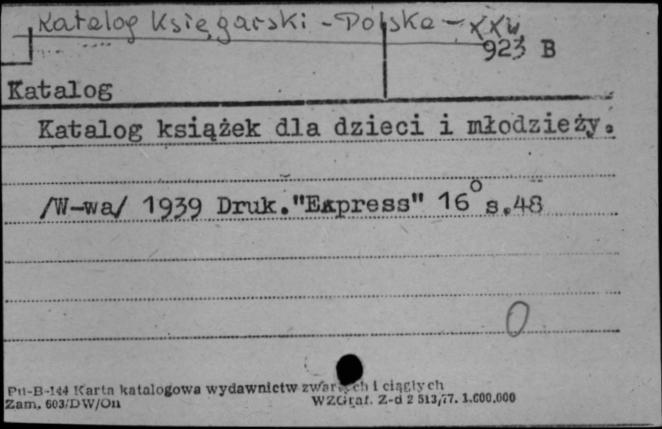 Katalog Księgarski - Polska - XX w.
923 B
Katalog
Katalog książek dla dzieci i młodzieży.
/W-wa/ 1939 Druk."Express" 16° s.48
0
Pu-B-144 Karta katalogowa wydawnictw zwartych i ciągłych
Zam. 603/DW/On WZGraf. Z-d 2 513/77. 1.000.000